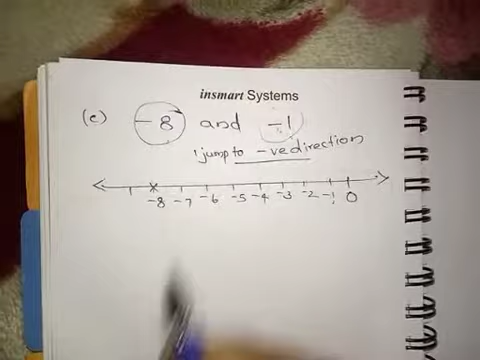 insmart Systems
(c) -8 and -1
1 jump to -ve direction
-8 -7 -6 -5 -4 -3 -2 -1 0